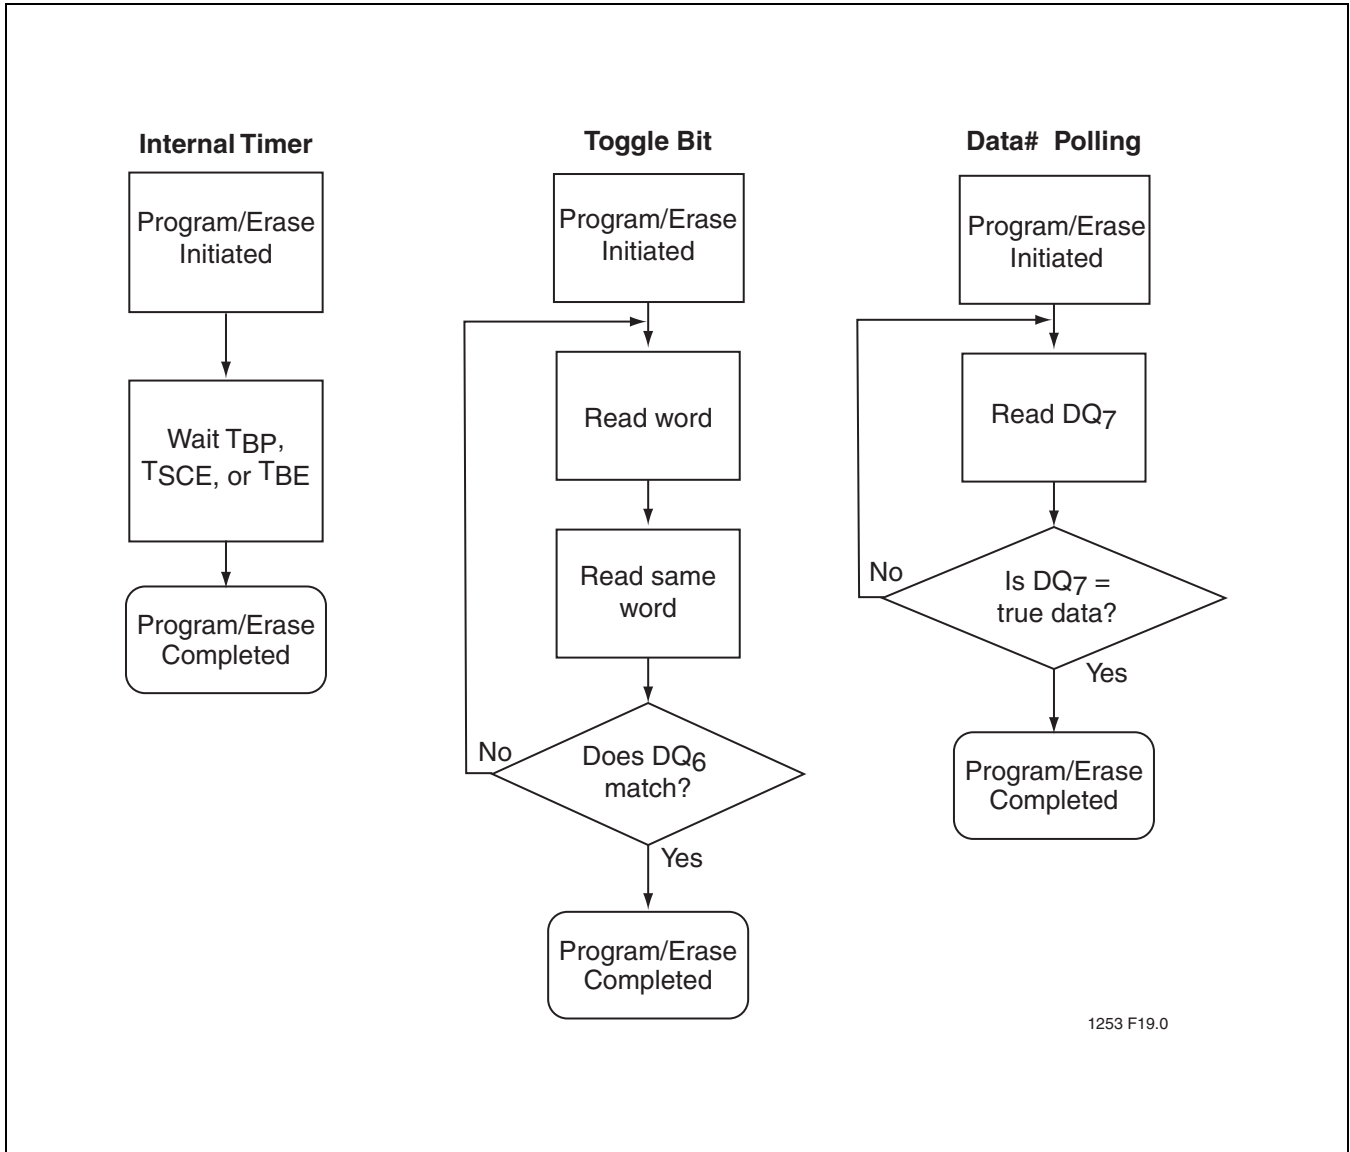 Internal Timer
Program/Erase
Initiated
Wait TBP,
TSCE, or TBE
Program/Erase
Completed
Toggle Bit
Program/Erase
Initiated
Read word
Read same
word
Does DQ6
match?
No
Yes
Program/Erase
Completed
Data# Polling
Program/Erase
Initiated
Read DQ7
Is DQ7 =
true data?
No
Yes
Program/Erase
Completed
1253 F19.0